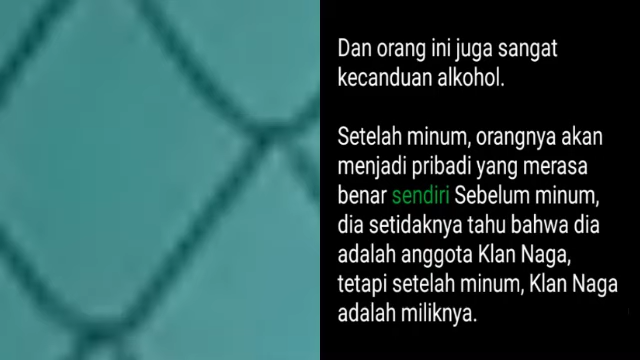 Dan orang ini juga sangat
kecanduan alkohol.
Setelah minum, orangnya akan
menjadi pribadi yang merasa
benar sendiri Sebelum minum,
dia setidaknya tahu bahwa dia
adalah anggota Klan Naga,
tetapi setelah minum, Klan Naga
adalah miliknya.